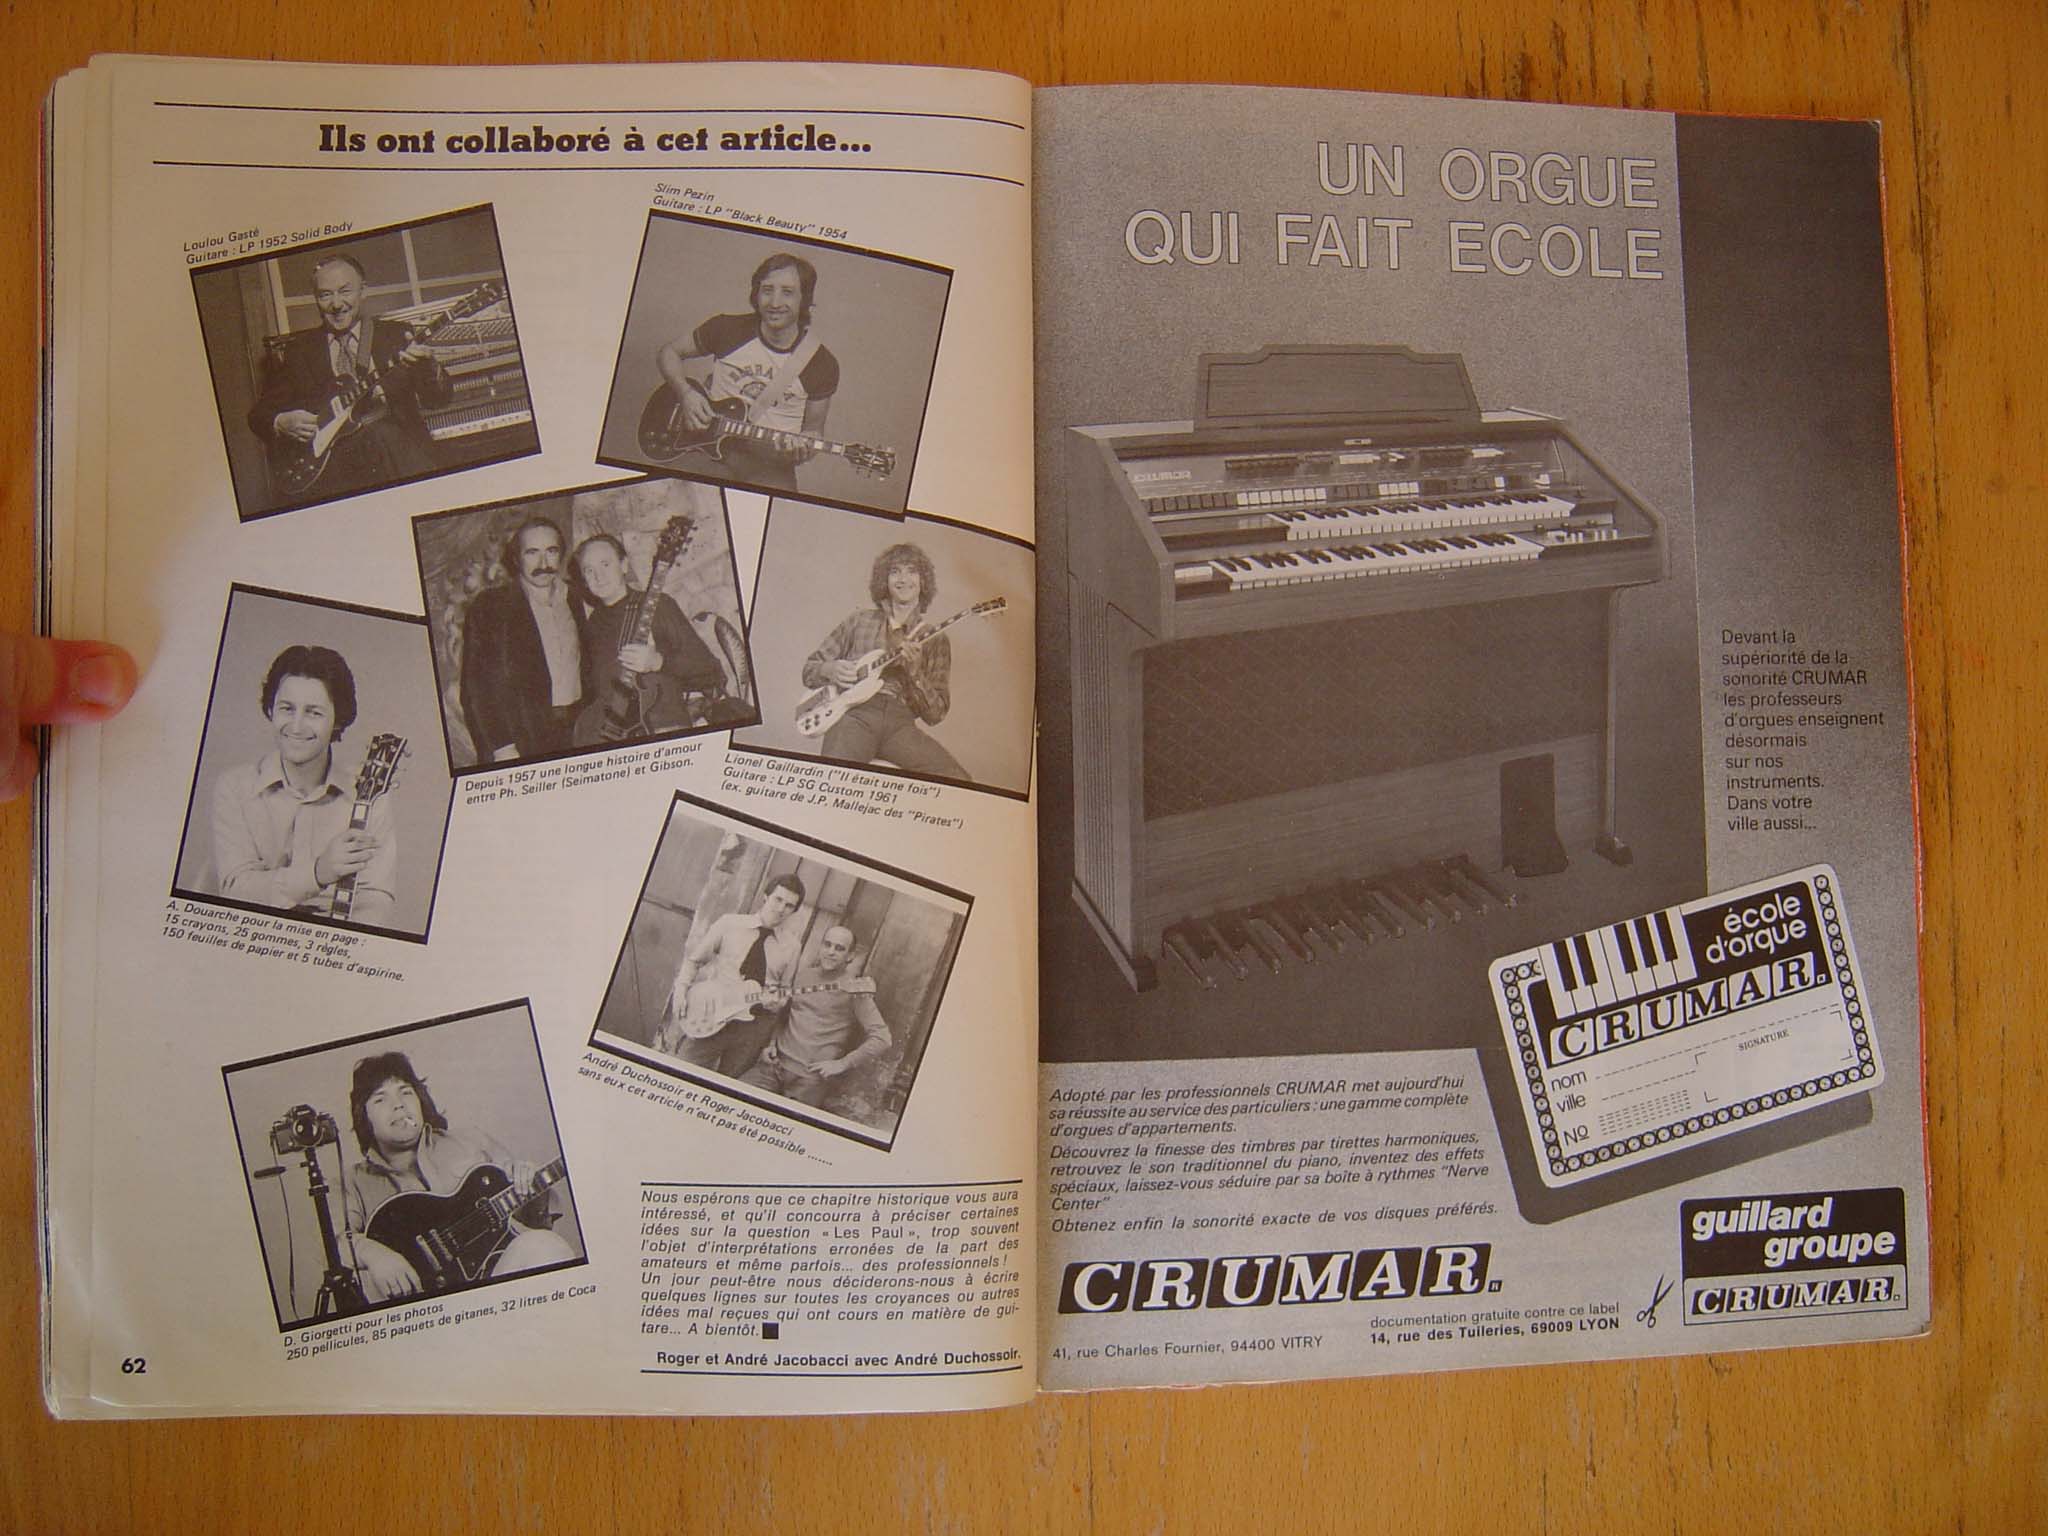 Ils ont collaboré à cet article...
Loulou Gasté
Guitare : LP 1952 Solid Body
Slim Pezin
Guitare : LP "Black Beauty" 1954
Depuis 1957 une longue histoire d'amour
entre Ph. Seiller (Seimatone) et Gibson.
Lionel Gaillardin ("Il était une fois")
Guitare : LP SG Custom 1961
(ex. guitare de J.P. Mallejac des "Pirates")
A. Douarche pour la mise en page :
15 crayons, 25 gommes, 3 règles,
150 feuilles de papier et 5 tubes d'aspirine.
André Duchossoir et Roger Jacobacci
sans eux cet article n'eut pas été possible .......
D. Giorgetti pour les photos
250 pellicules, 85 paquets de gitanes, 32 litres de Coca
Nous espérons que ce chapitre historique vous aura
intéressé, et qu'il concourra à préciser certaines
idées sur la question « Les Paul », trop souvent
l'objet d'interprétations erronées de la part des
amateurs et même parfois... des professionnels !
Un jour peut-être nous déciderons-nous à écrire
quelques lignes sur toutes les croyances ou autres
idées mal reçues qui ont cours en matière de gui-
tare... A bientôt.
Roger et André Jacobacci avec André Duchossoir.
62
UN ORGUE
QUI FAIT ECOLE
CRUMAR
Devant la
supériorité de la
sonorité CRUMAR
les professeurs
d'orgues enseignent
désormais
sur nos
instruments.
Dans votre
ville aussi...
école
d'orgue
CRUMAR
SIGNATURE
nom
ville
No
Adopté par les professionnels CRUMAR met aujourd'hui
sa réussite au service des particuliers : une gamme complète
d'orgues d'appartements.
Découvrez la finesse des timbres par tirettes harmoniques,
retrouvez le son traditionnel du piano, inventez des effets
spéciaux, laissez-vous séduire par sa boîte à rythmes "Nerve
Center"
Obtenez enfin la sonorité exacte de vos disques préférés.
CRUMAR
41, rue Charles Fournier, 94400 VITRY
documentation gratuite contre ce label
14, rue des Tuileries, 69009 LYON
guillard
groupe
CRUMAR